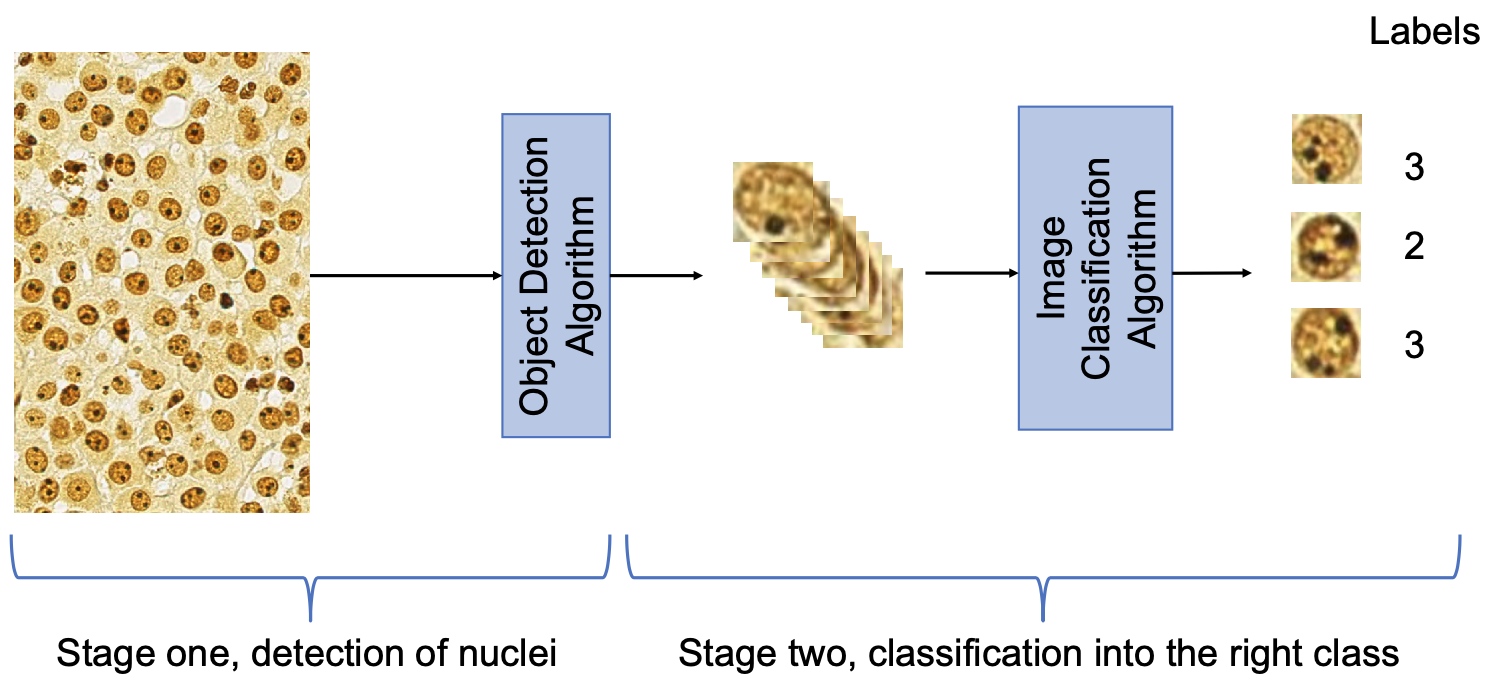 Labels
Object Detection
Algorithm
Image
Classification
Algorithm
3
2
3
Stage one, detection of nuclei
Stage two, classification into the right class